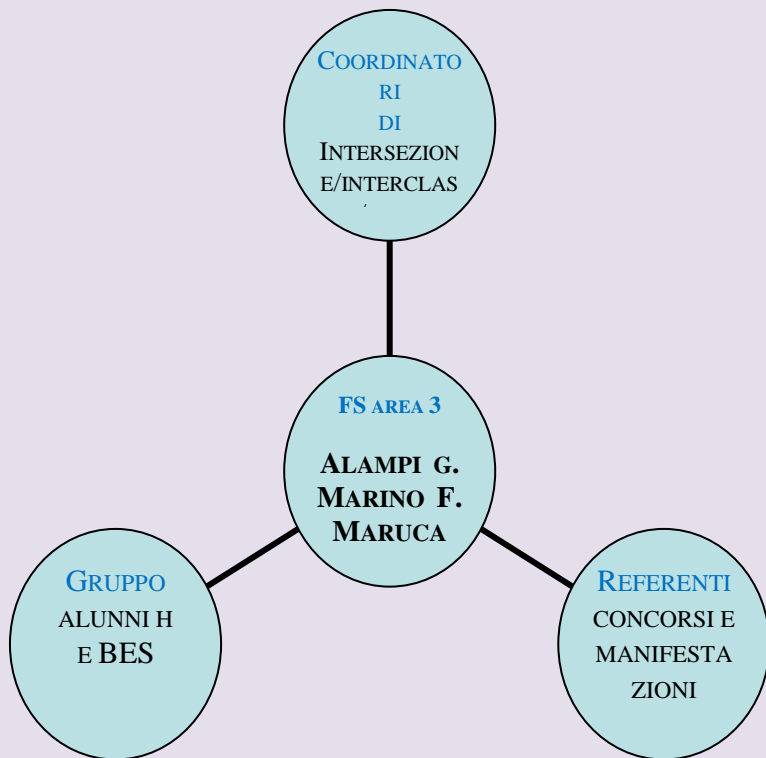 COORDINATO
RI
DI
INTERSEZION
E/INTERCLAS
FS AREA 3
ALAMPI G.
MARINO F.
MARUCA
GRUPPO
ALUNNI H
E BES
REFERENTI
CONCORSI E
MANIFESTA
ZIONI